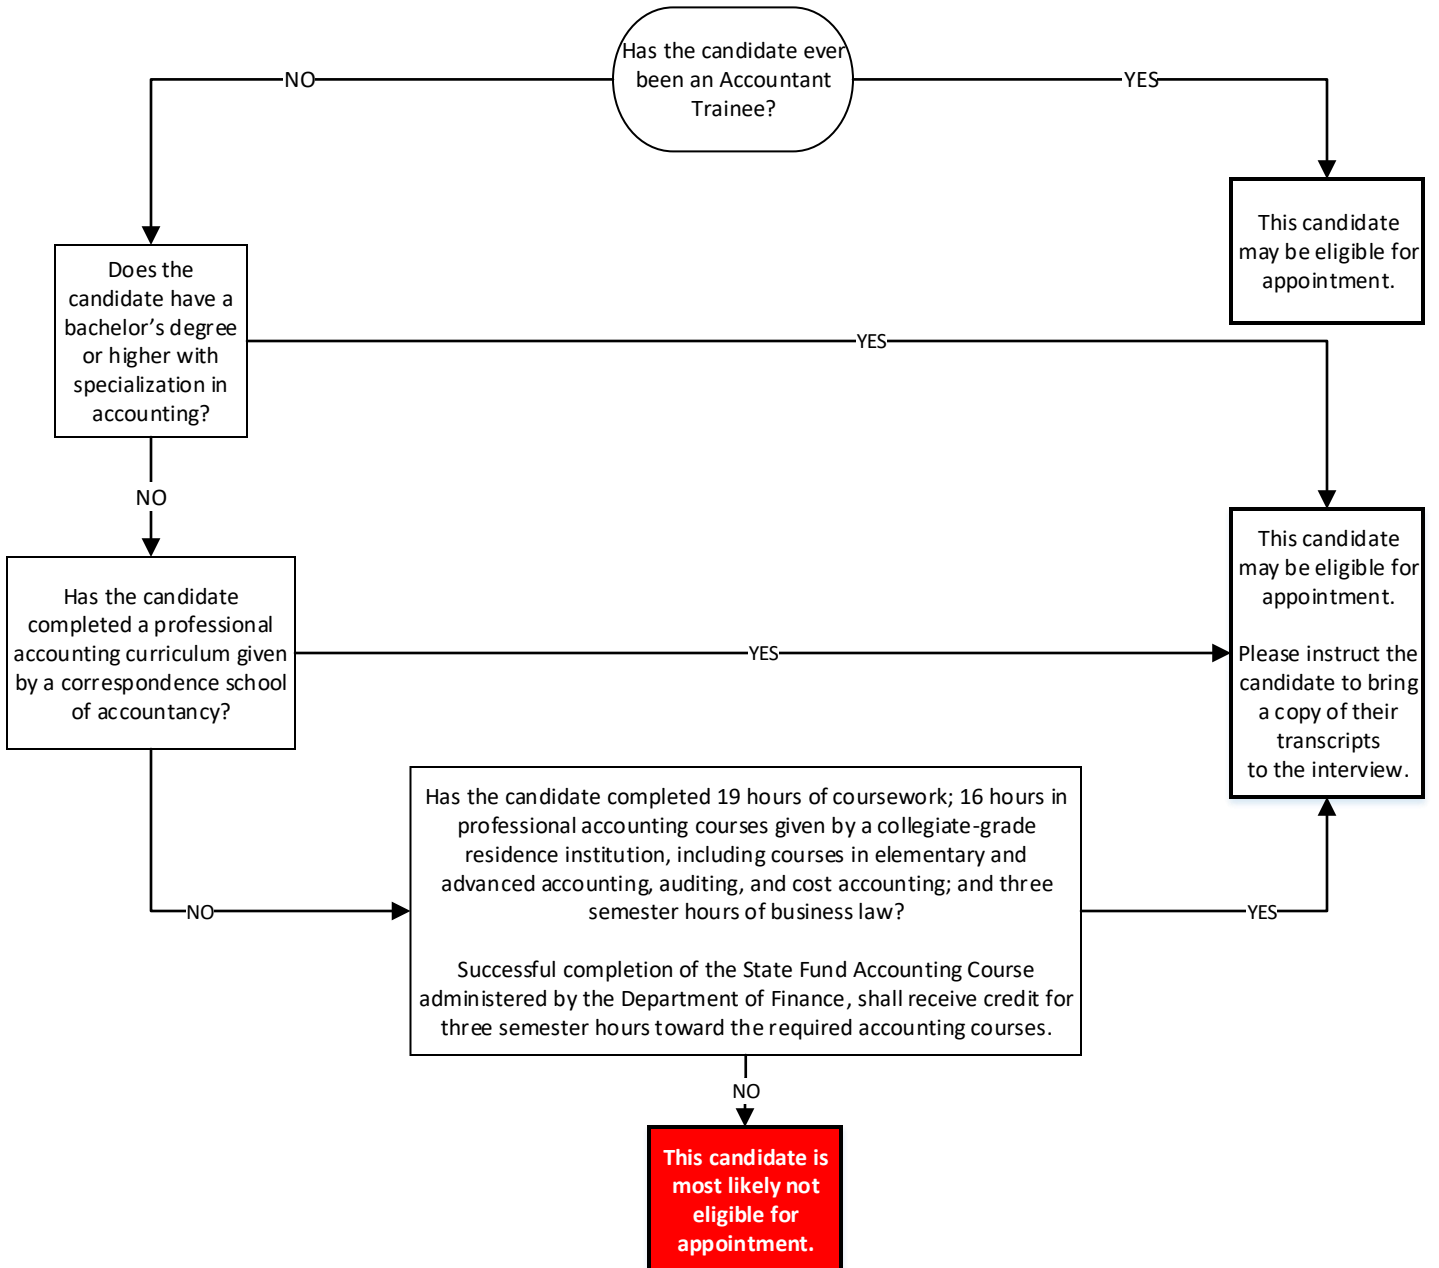 Has the candidate ever
been an Accountant
Trainee?
NO
YES
This candidate
may be eligible for
appointment.
Does the
candidate have a
bachelor’s degree
or higher with
specialization in
accounting?
YES
NO
This candidate
may be eligible for
appointment.
Please instruct the
candidate to bring
a copy of their
transcripts
to the interview.
Has the candidate
completed a professional
accounting curriculum given
by a correspondence school
of accountancy?
YES
NO
Has the candidate completed 19 hours of coursework; 16 hours in
professional accounting courses given by a collegiate-grade
residence institution, including courses in elementary and
advanced accounting, auditing, and cost accounting; and three
semester hours of business law?
Successful completion of the State Fund Accounting Course
administered by the Department of Finance, shall receive credit for
three semester hours toward the required accounting courses.
YES
NO
This candidate is
most likely not
eligible for
appointment.